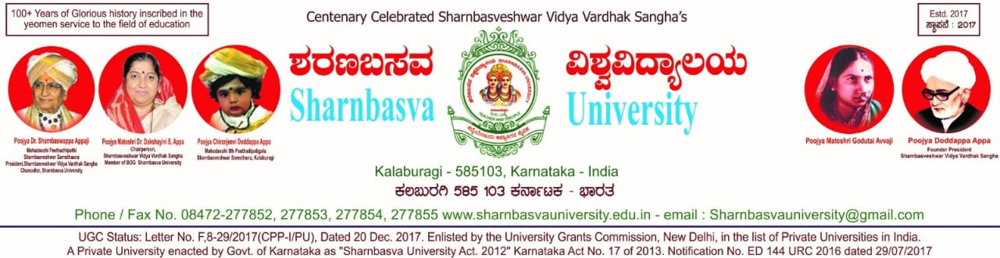 100+ Years of Glorious history inscribed in the
yeomen service to the field of education
Centenary Celebrated Sharnbasveshwar Vidya Vardhak Sangha's
Estd. 2017
ಸ್ಥಾಪನೆ : 2017
ಶರಣಬಸವ ವಿಶ್ವವಿದ್ಯಾಲಯ
Sharnbasva University
SHARNBASVA UNIVERSITY
TEACHER AND DISCIPLE
Poojya Dr. Sharnbaswappa Appaji
Mahadasohi Peethadhipathi
Sharnbasveshwar Samsthaana
President,Sharnbasveshwar Vidya Vardhak Sangha
Chancellor, Sharnbasva University
Poojya Matoshri Dr. Dakshayini S. Appa
Chairperson,
Sharnbasveshwar Vidya Vardhak Sangha
Member of BOG Sharnbasva University
Poojya Chiranjeevi Doddappa Appa
Mahadasohi 9th Peethadipatigalu
Sharnbasveshwar Samsthana, Kalaburagi
Poojya Matoshri Godutai Avvaji
Poojya Doddappa Appa
Founder President
Sharnbasveshwar Vidya Vardhak Sangha
Kalaburagi - 585103, Karnataka - India
ಕಲಬುರಗಿ 585 103 ಕರ್ನಾಟಕ - ಭಾರತ
Phone / Fax No. 08472-277852, 277853, 277854, 277855 www.sharnbasvauniversity.edu.in - email : Sharnbasvauniversity@gmail.com
UGC Status: Letter No. F,8-29/2017(CPP-I/PU), Dated 20 Dec. 2017. Enlisted by the University Grants Commission, New Delhi, in the list of Private Universities in India.
A Private University enacted by Govt. of Karnataka as "Sharnbasva University Act. 2012" Karnataka Act No. 17 of 2013. Notification No. ED 144 URC 2016 dated 29/07/2017